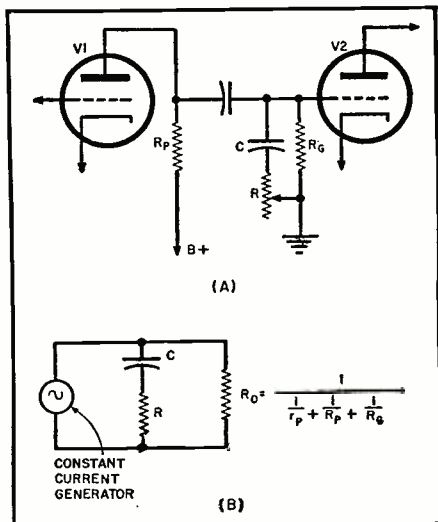 V1
V2
RP
C
RG
R
B+
(A)
C
R
RO = 1 / (1/rP + 1/RP + 1/RG)
CONSTANT
CURRENT
GENERATOR
(B)